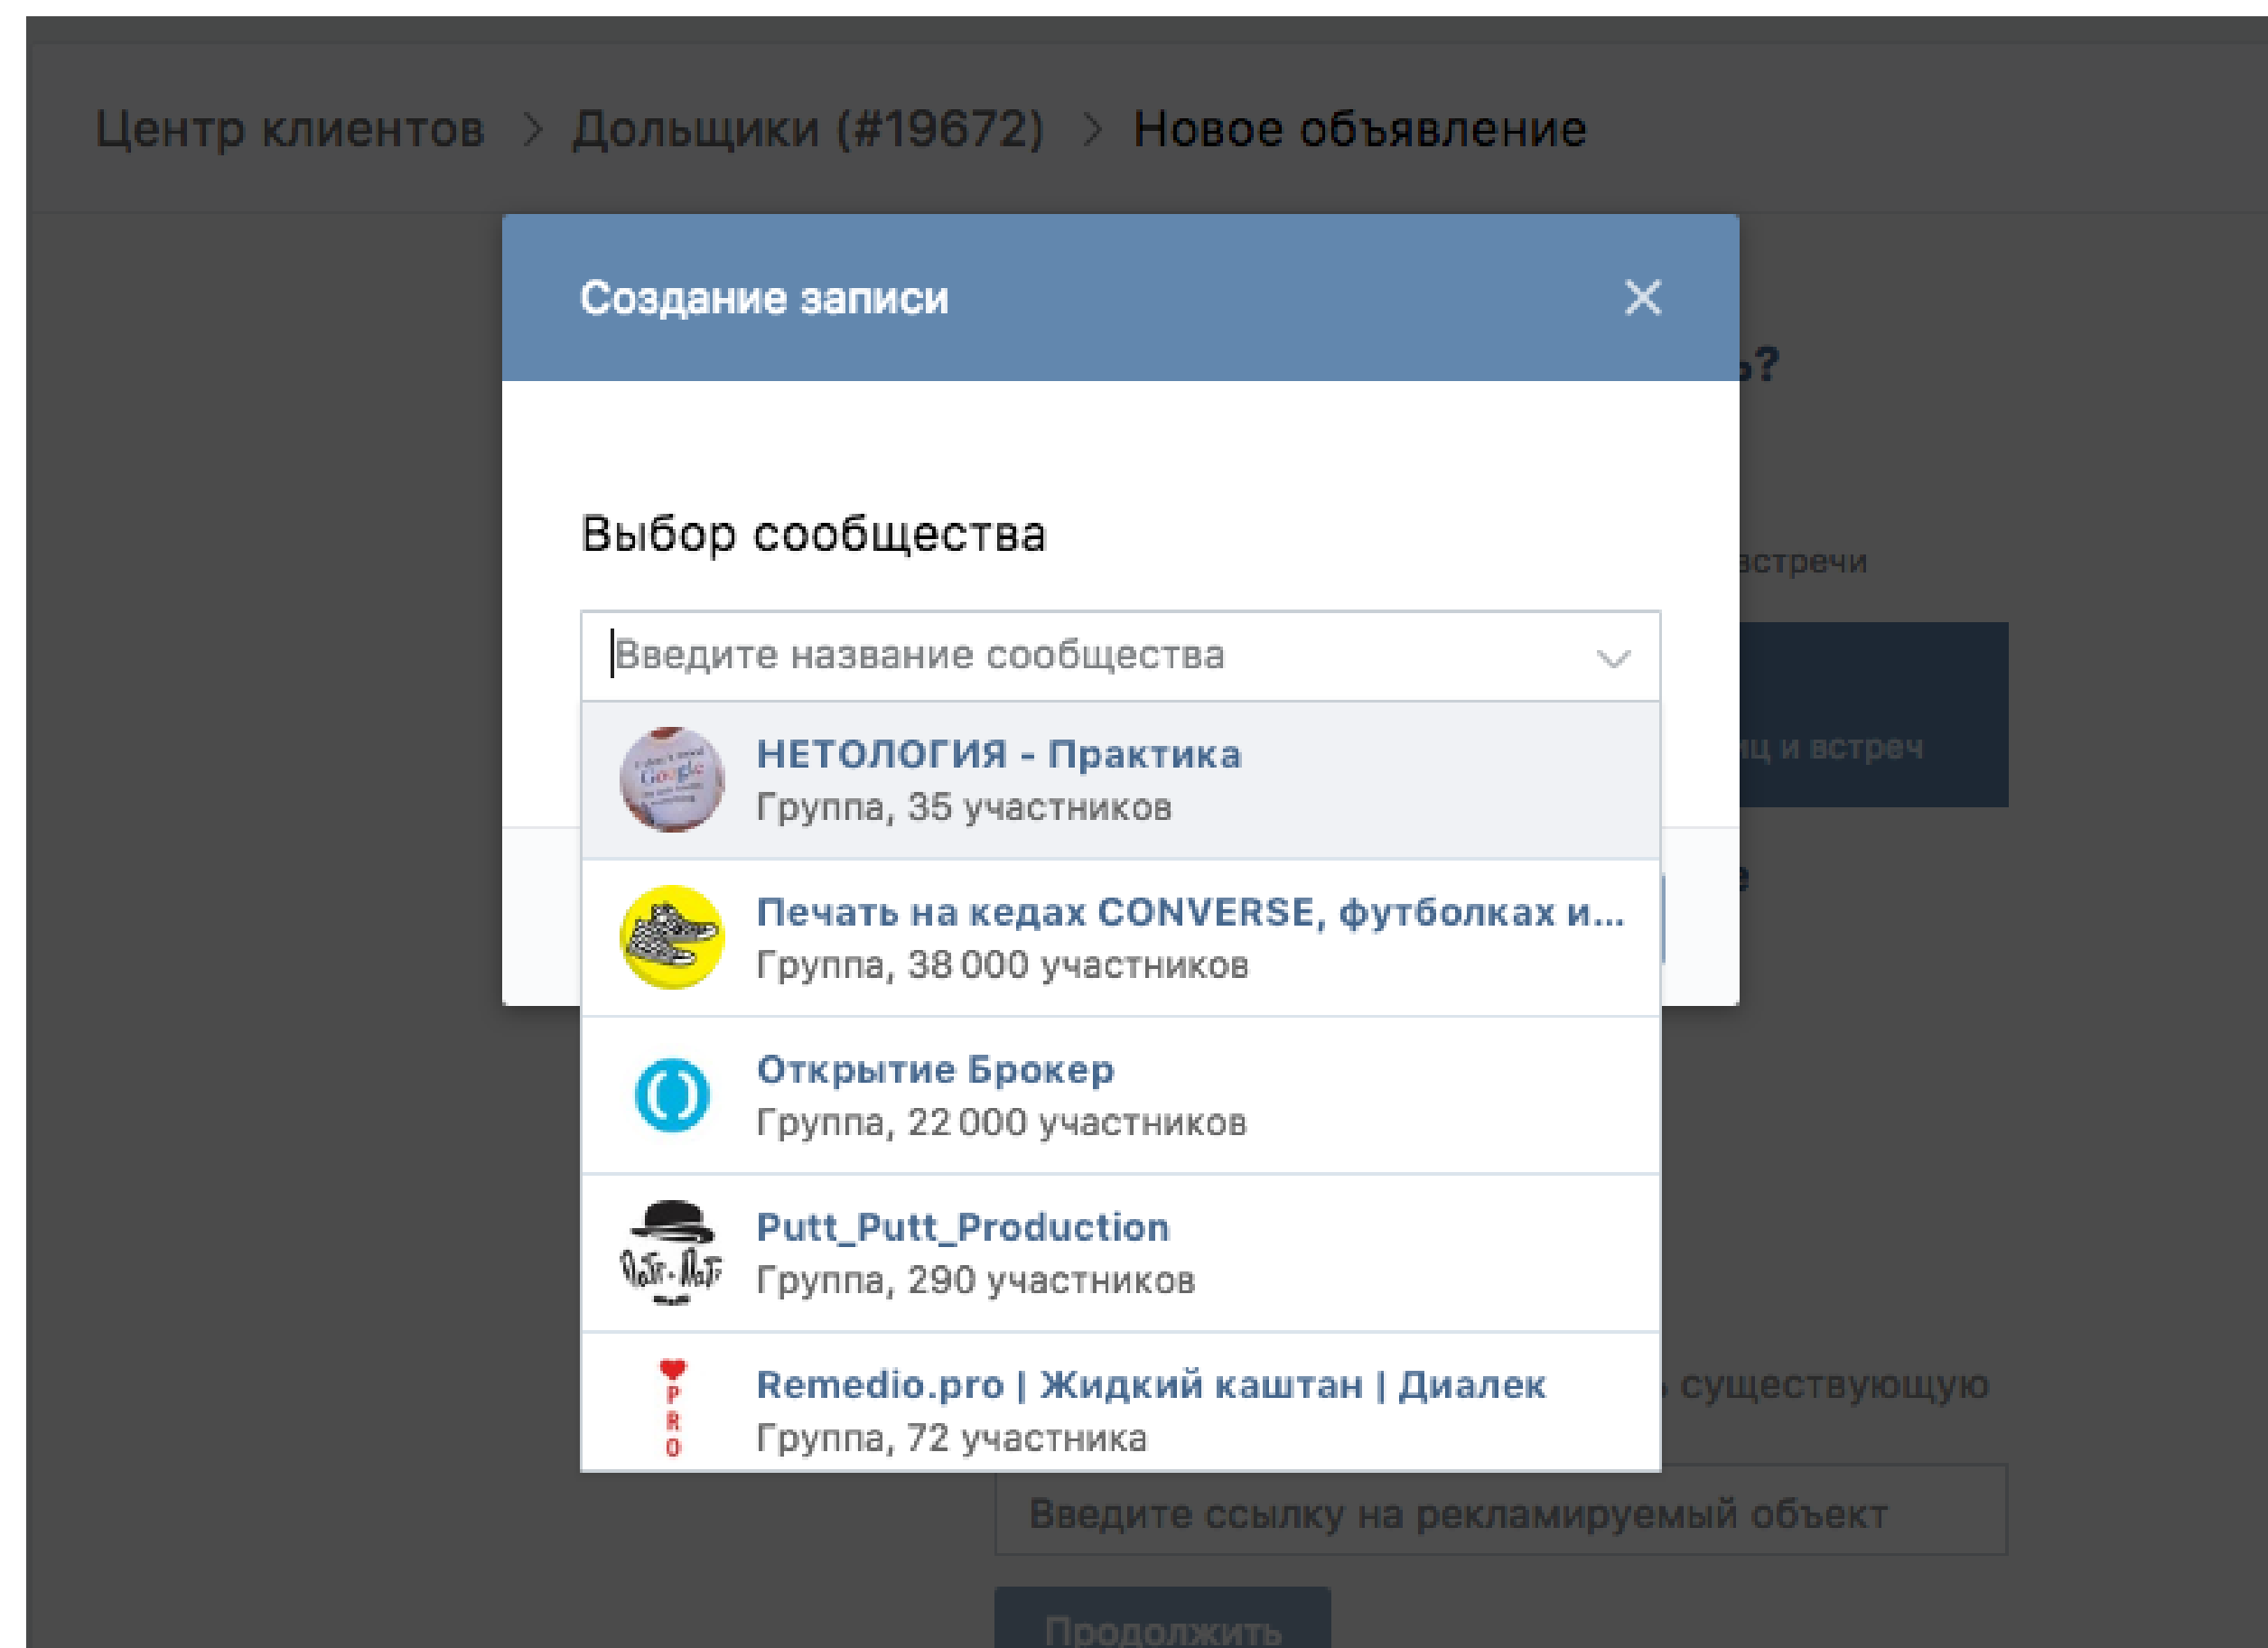 Центр клиентов > Дольщики (#19672) > Новое объявление
Создание записи
ь?
Выбор сообщества
встречи
Введите название сообщества
НЕТОЛОГИЯ - Практика
иц и встреч
Группа, 35 участников
е
Печать на кедах CONVERSE, футболках и...
Группа, 38 000 участников
Открытие Брокер
Группа, 22 000 участников
Putt_Putt_Production
Группа, 290 участников
Remedio.pro | Жидкий каштан | Диалек
существующую
PRO
Группа, 72 участника
Введите ссылку на рекламируемый объект
Продолжить